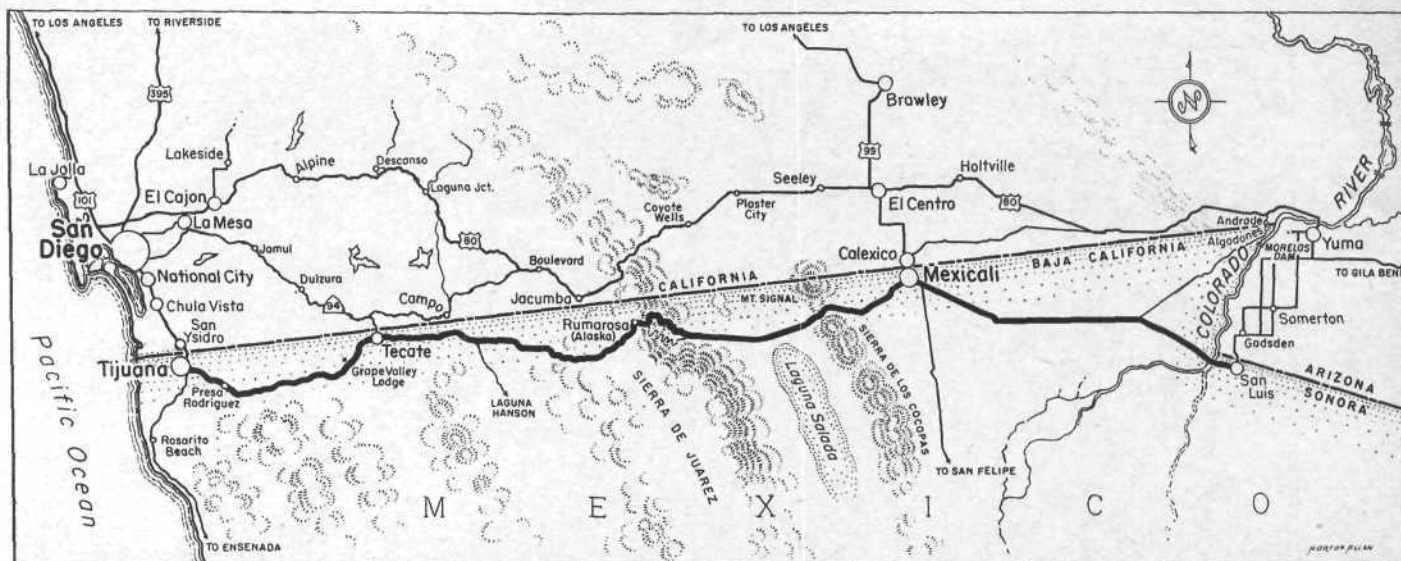 TO LOS ANGELES
TO RIVERSIDE
TO LOS ANGELES
395
Brawley
N
Lakeside
Alpine
Descanso
La Jolla
El Cajon
Laguna Jct.
99
Seeley
Holtville
101
La Mesa
Plaster
City
El Centro
80
RIVER
San
Diego
Jamul
Coyote
Wells
Andrade
Algodones
Yuma
National City
80
Boulevard
Calexico
MORELOS
DAM
Dulzura
CALIFORNIA
Mexicali
BAJA CALIFORNIA
TO GILA BEN
Chula Vista
94
Campo
Jacumba
MT. SIGNAL
COLORADO
Somerton
San
Ysidro
Rumarosa
(Alaska)
Gadsden
Tijuana
Tecate
Grape Valley
Lodge
San
Luis
ARIZONA
SONORA
Presa
Rodriguez
LAGUNA
HANSON
SIERRA DE JUAREZ
Laguna Salada
SIERRA DE LOS COCOPAS
Pacific Ocean
Rosarito
Beach
TO SAN FELIPE
M E X I C O
TO ENSENADA
NORTON ALLEN